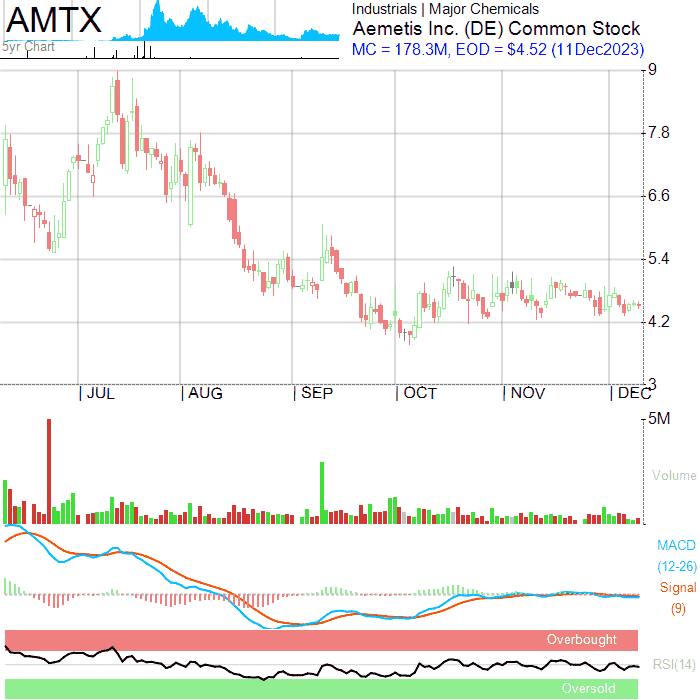 AMTX
5yr Chart
Industrials | Major Chemicals
Aemetis Inc. (DE) Common Stock
MC = 178.3M, EOD = $4.52 (11Dec2023)
9
7.8
6.6
5.4
4.2
3
JUL AUG SEP OCT NOV DEC
5M
Volume
MACD
(12-26)
Signal
(9)
Overbought
RSI(14)
Oversold